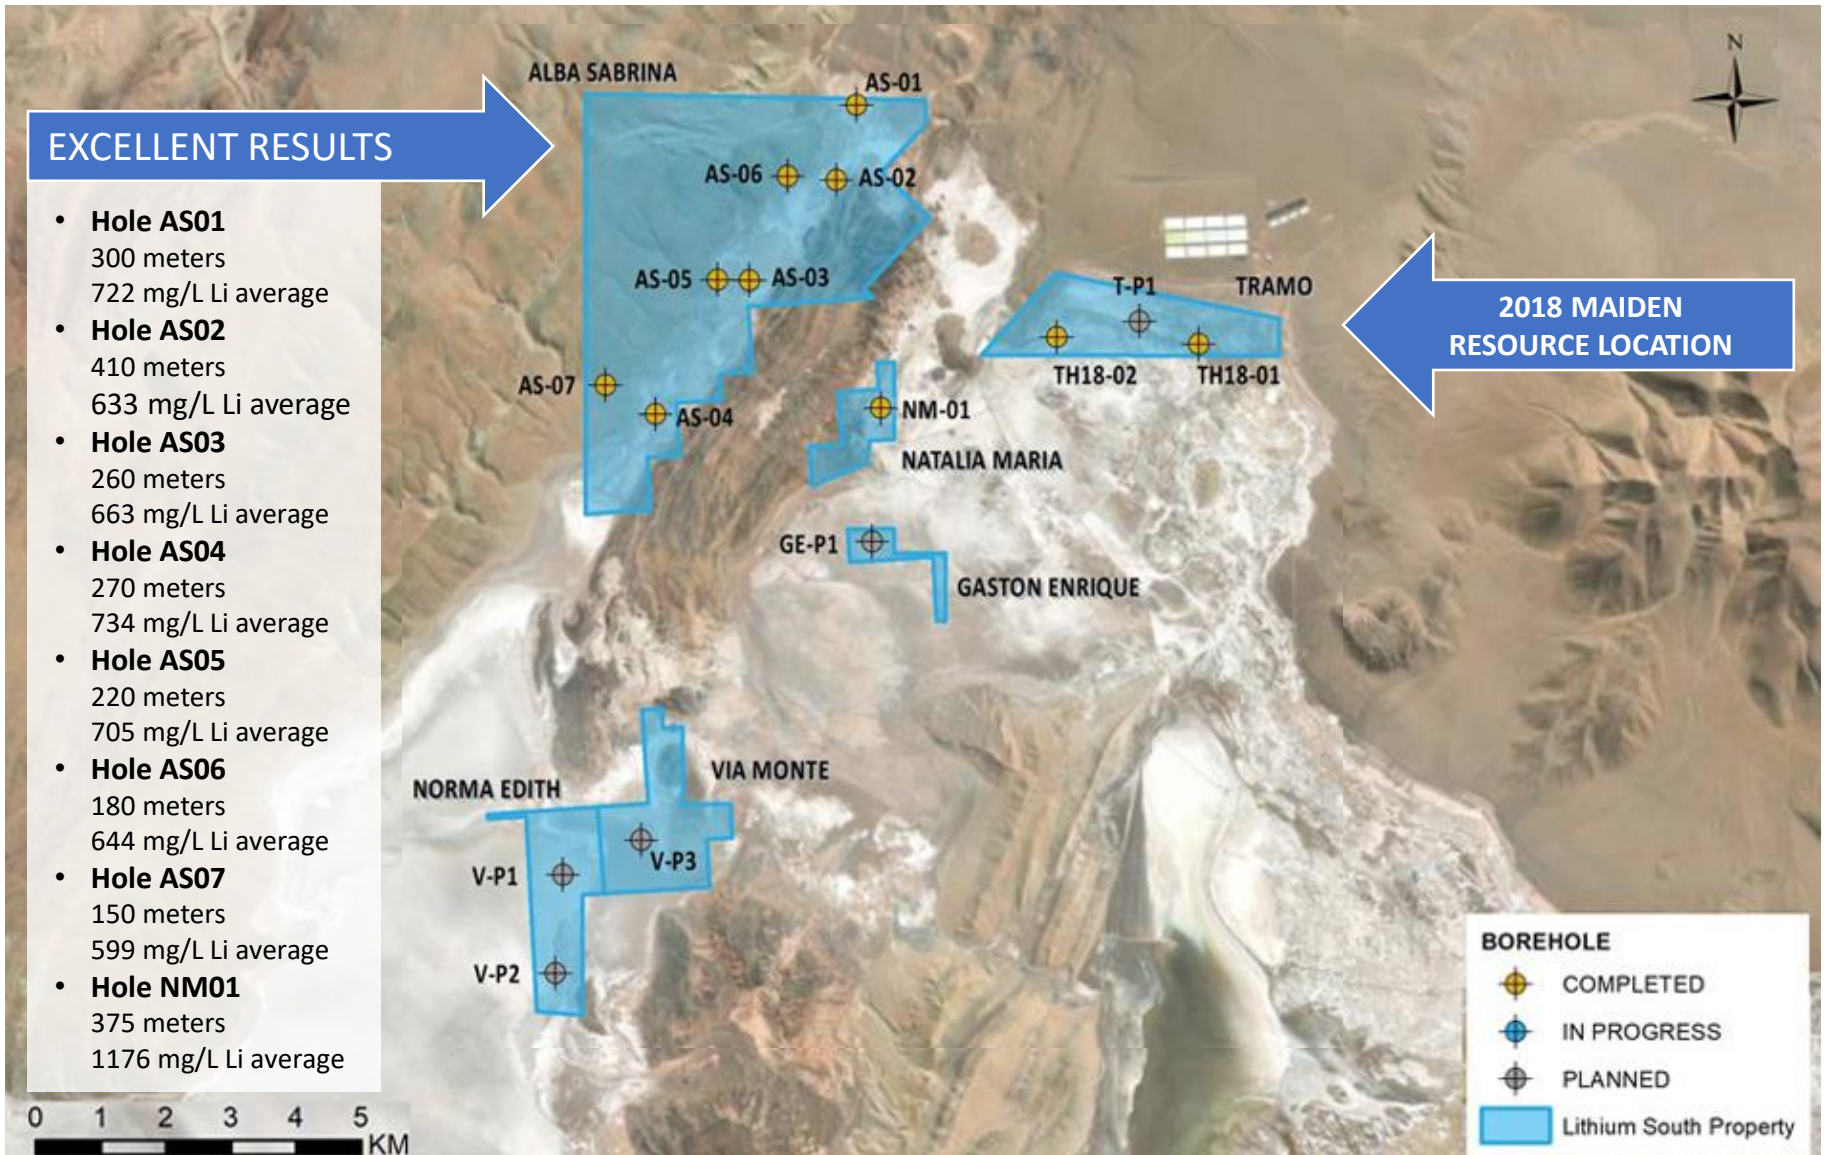 ALBA SABRINA
AS-01
N
EXCELLENT RESULTS
AS-06
AS-02
• Hole AS01
300 meters
722 mg/L Li average
• Hole AS02
410 meters
633 mg/L Li average
• Hole AS03
260 meters
663 mg/L Li average
• Hole AS04
270 meters
734 mg/L Li average
• Hole AS05
220 meters
705 mg/L Li average
• Hole AS06
180 meters
644 mg/L Li average
• Hole AS07
150 meters
599 mg/L Li average
• Hole NM01
375 meters
1176 mg/L Li average
AS-05
AS-03
T-P1
TRAMO
2018 MAIDEN
RESOURCE LOCATION
TH18-02
TH18-01
AS-07
AS-04
NM-01
NATALIA MARIA
GE-P1
GASTON ENRIQUE
VIA MONTE
NORMA EDITH
V-P3
V-P1
V-P2
BOREHOLE
COMPLETED
IN PROGRESS
PLANNED
Lithium South Property
0 1 2 3 4 5
KM